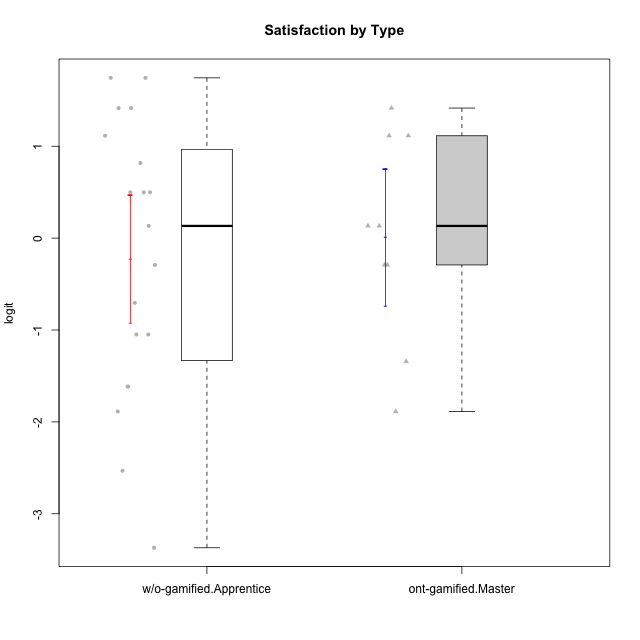 Satisfaction by Type
logit
1
0
-1
-2
-3
w/o-gamified.Apprentice
ont-gamified.Master